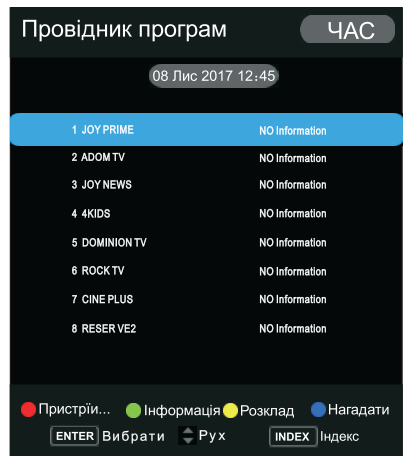 Провідник програм ЧАС
08 Лис 2017 12:45
1 JOY PRIME NO Information
2 ADOM TV NO Information
3 JOY NEWS NO Information
4 4KIDS NO Information
5 DOMINION TV NO Information
6 ROCK TV NO Information
7 CINE PLUS NO Information
8 RESER VE2 NO Information
Пристрїи... Інформація Розклад Нагадати
ENTER Вибрати Рух INDEX Індекс